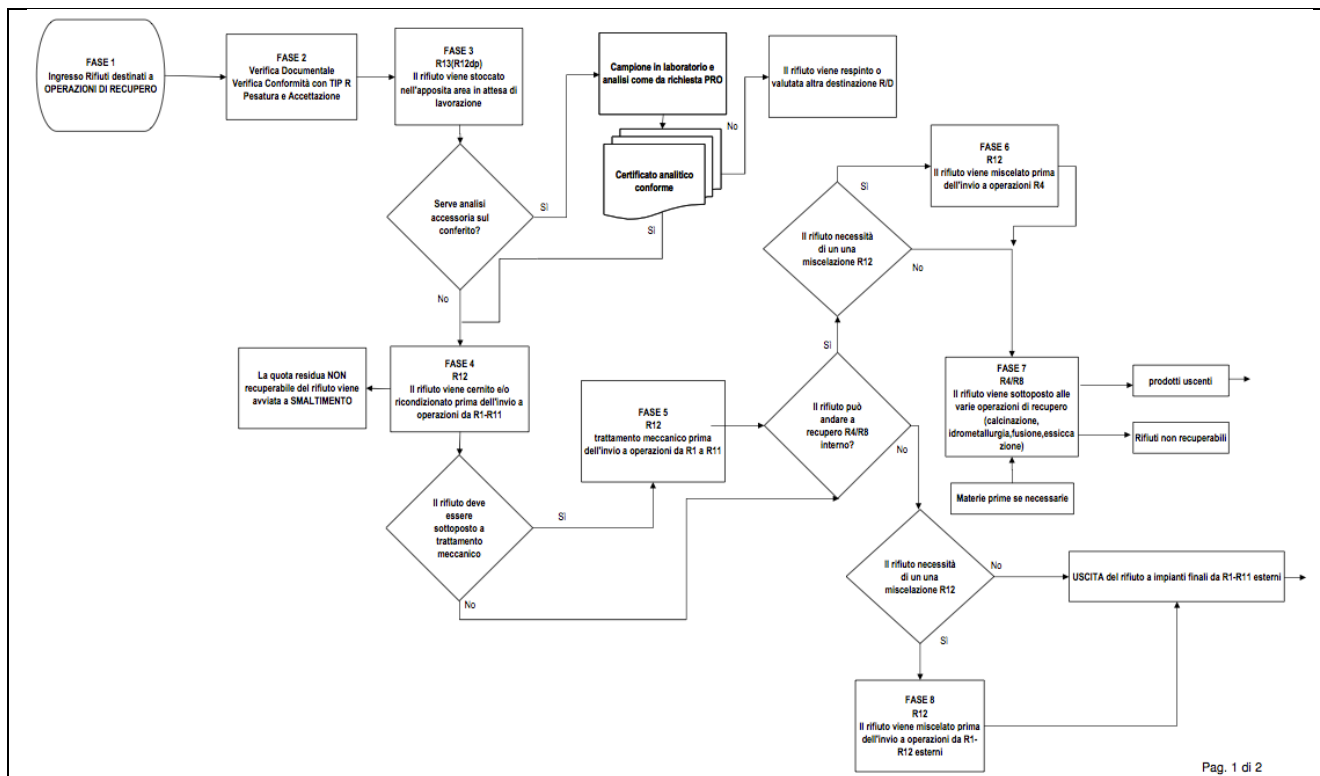 FASE 1
Ingresso Rifiuti destinati a
OPERAZIONI DI RECUPERO
FASE 2
Verifica Documentale
Verifica Conformità con TIP R
Pesatura e Accettazione
FASE 3
R13(R12dp)
Il rifiuto viene stoccato
nell'apposita area in attesa di
lavorazione
Campione in laboratorio e
analisi come da richiesta PRO
Il rifiuto viene respinto o
valutata altra destinazione R/D
No
Certificato analitico
conforme
Serve analisi
accessoria sul
conferito?
Sì
Sì
No
FASE 6
R12
Il rifiuto viene miscelato prima
dell'invio a operazioni R4
Sì
Il rifiuto necessità
di un una
miscelazione R12
No
Sì
La quota residua NON
recuperabile del rifiuto viene
avviata a SMALTIMENTO
FASE 4
R12
Il rifiuto viene cernito e/o
ricondizionato prima dell'invio a
operazioni da R1-R11
FASE 5
R12
trattamento meccanico prima
dell'invio a operazioni da R1 a R11
Il rifiuto può
andare a
recupero R4/R8
interno?
No
FASE 7
R4/R8
Il rifiuto viene sottoposto alle
varie operazioni di recupero
(calcinazione,
idrometallurgia,fusione,essicca
zione)
prodotti uscenti
Rifiuti non recuperabili
Materie prime se necessarie
Il rifiuto deve
essere
sottoposto a
trattamento
meccanico
Sì
No
Il rifiuto necessità
di un una
miscelazione R12
No
Sì
USCITA del rifiuto a impianti finali da R1-R11 esterni
FASE 8
R12
Il rifiuto viene miscelato prima
dell'invio a operazioni da R1-
R12 esterni
Pag. 1 di 2